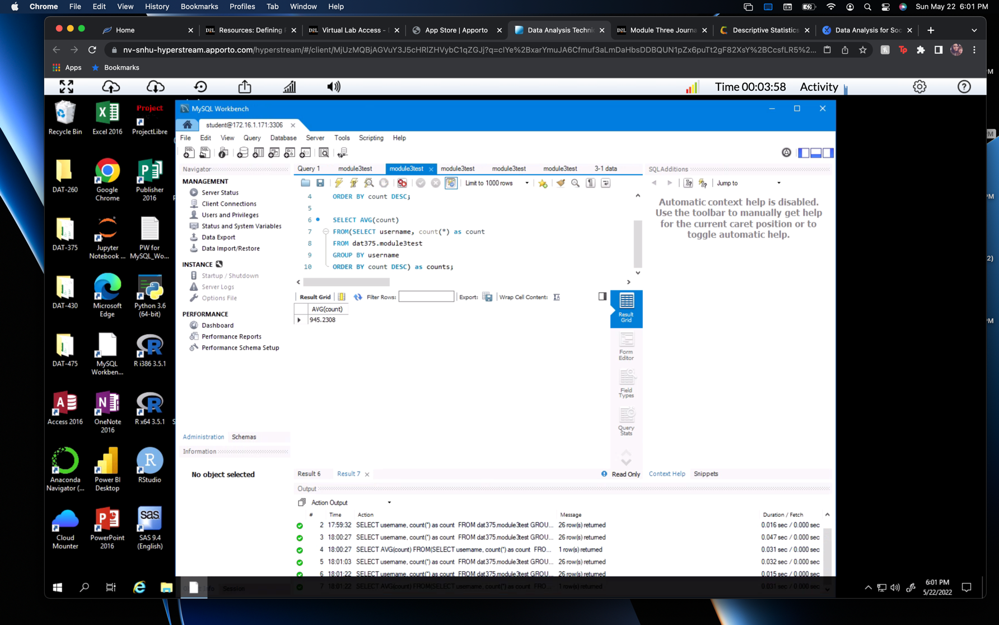 Chrome File Edit View History Bookmarks Profiles Tab Window Help Sun May 22 6:01 PM
Home D2L Resources: Defining D2L Virtual Lab Access - App Store | Apporto Data Analysis Techni D2L Module Three Journa Descriptive Statistics Data Analysis for Soc
nv-snhu-hyperstream.apporto.com/hyperstream/#/client/MjUzMQBjAGVuY3J5cHRlZHVybC1qZGJj?q=cIYe%2BxarYmuJA6Cfmuf3aLmDaHbsDDBQUN1pZx6puTt2gF82XsY%2BCcsfLR5%2...
Apps Bookmarks
Time 00:03:58 Activity
Recycle Bin
Excel 2016
Project
ProjectLibre
DAT-260
Google Chrome
Publisher 2016
DAT-375
Jupyter Notebook ...
PW for MySQL_Wo...
DAT-430
Microsoft Edge
Python 3.6 (64-bit)
DAT-475
MySQL Workben...
R i386 3.5.1
Access 2016
OneNote 2016
R x64 3.5.1
Anaconda Navigator (...
Power BI Desktop
RStudio
Cloud Mounter
PowerPoint 2016
SAS 9.4 (English)
MySQL Workbench
student@172.16.1.171:3306
File Edit View Query Database Server Tools Scripting Help
Navigator
MANAGEMENT
Server Status
Client Connections
Users and Privileges
Status and System Variables
Data Export
Data Import/Restore
INSTANCE
Startup / Shutdown
Server Logs
Options File
PERFORMANCE
Dashboard
Performance Reports
Performance Schema Setup
Administration Schemas
Information
No object selected
Query 1 module3test module3test module3test module3test module3test 3-1 data
Limit to 1000 rows
4 ORDER BY count DESC;
5
6 SELECT AVG(count)
7 FROM(SELECT username, count(*) as count
8 FROM dat375.module3test
9 GROUP BY username
10 ORDER BY count DESC) as counts;
Result Grid Filter Rows: Export: Wrap Cell Content:
AVG(count)
945.2308
Result Grid
Form Editor
Field Types
Query Stats
Result 6 Result 7 Read Only
SQLAdditions
Jump to
Automatic context help is disabled.
Use the toolbar to manually get help
for the current caret position or to
toggle automatic help.
Context Help Snippets
Output
Action Output
# Time Action Message Duration / Fetch
2 17:59:32 SELECT username, count(*) as count FROM dat375.module3test GROU... 26 row(s) returned 0.016 sec / 0.000 sec
3 18:00:27 SELECT username, count(*) as count FROM dat375.module3test GROU... 26 row(s) returned 0.047 sec / 0.000 sec
4 18:00:27 SELECT AVG(count) FROM(SELECT username, count(*) as count FRO... 1 row(s) returned 0.031 sec / 0.000 sec
5 18:01:03 SELECT username, count(*) as count FROM dat375.module3test GROU... 26 row(s) returned 0.032 sec / 0.000 sec
6 18:01:22 SELECT username, count(*) as count FROM dat375.module3test GROU... 26 row(s) returned 0.015 sec / 0.000 sec
7 18:01:22 SELECT AVG(count) FROM(SELECT username, count(*) as count FRO... 1 row(s) returned 0.031 sec / 0.000 sec
Session
6:01 PM
5/22/2022